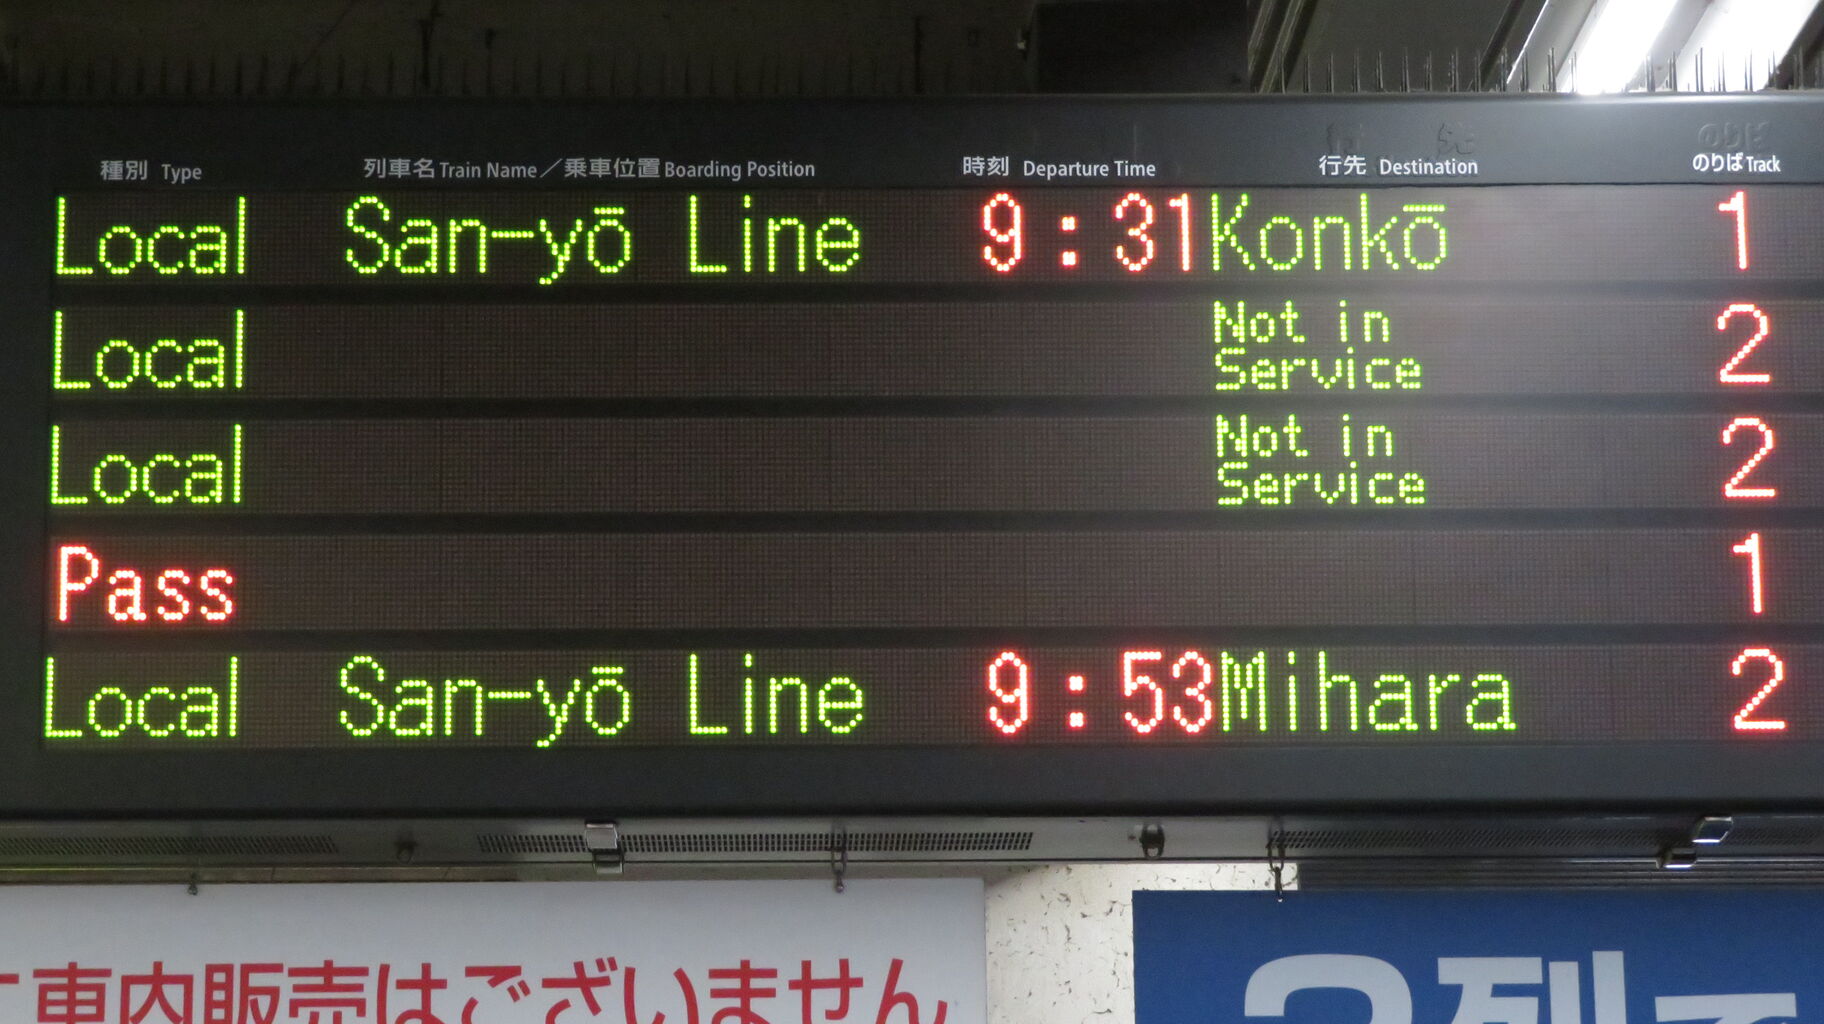 種別 Type 列車名 Train Name／乗車位置 Boarding Position 時刻 Departure Time 行先 Destination のりば Track
Local San-yō Line 9:31 Konkō 1
Local Not in Service 2
Local Not in Service 2
Pass 1
Local San-yō Line 9:53 Mihara 2
車内販売はございません
列